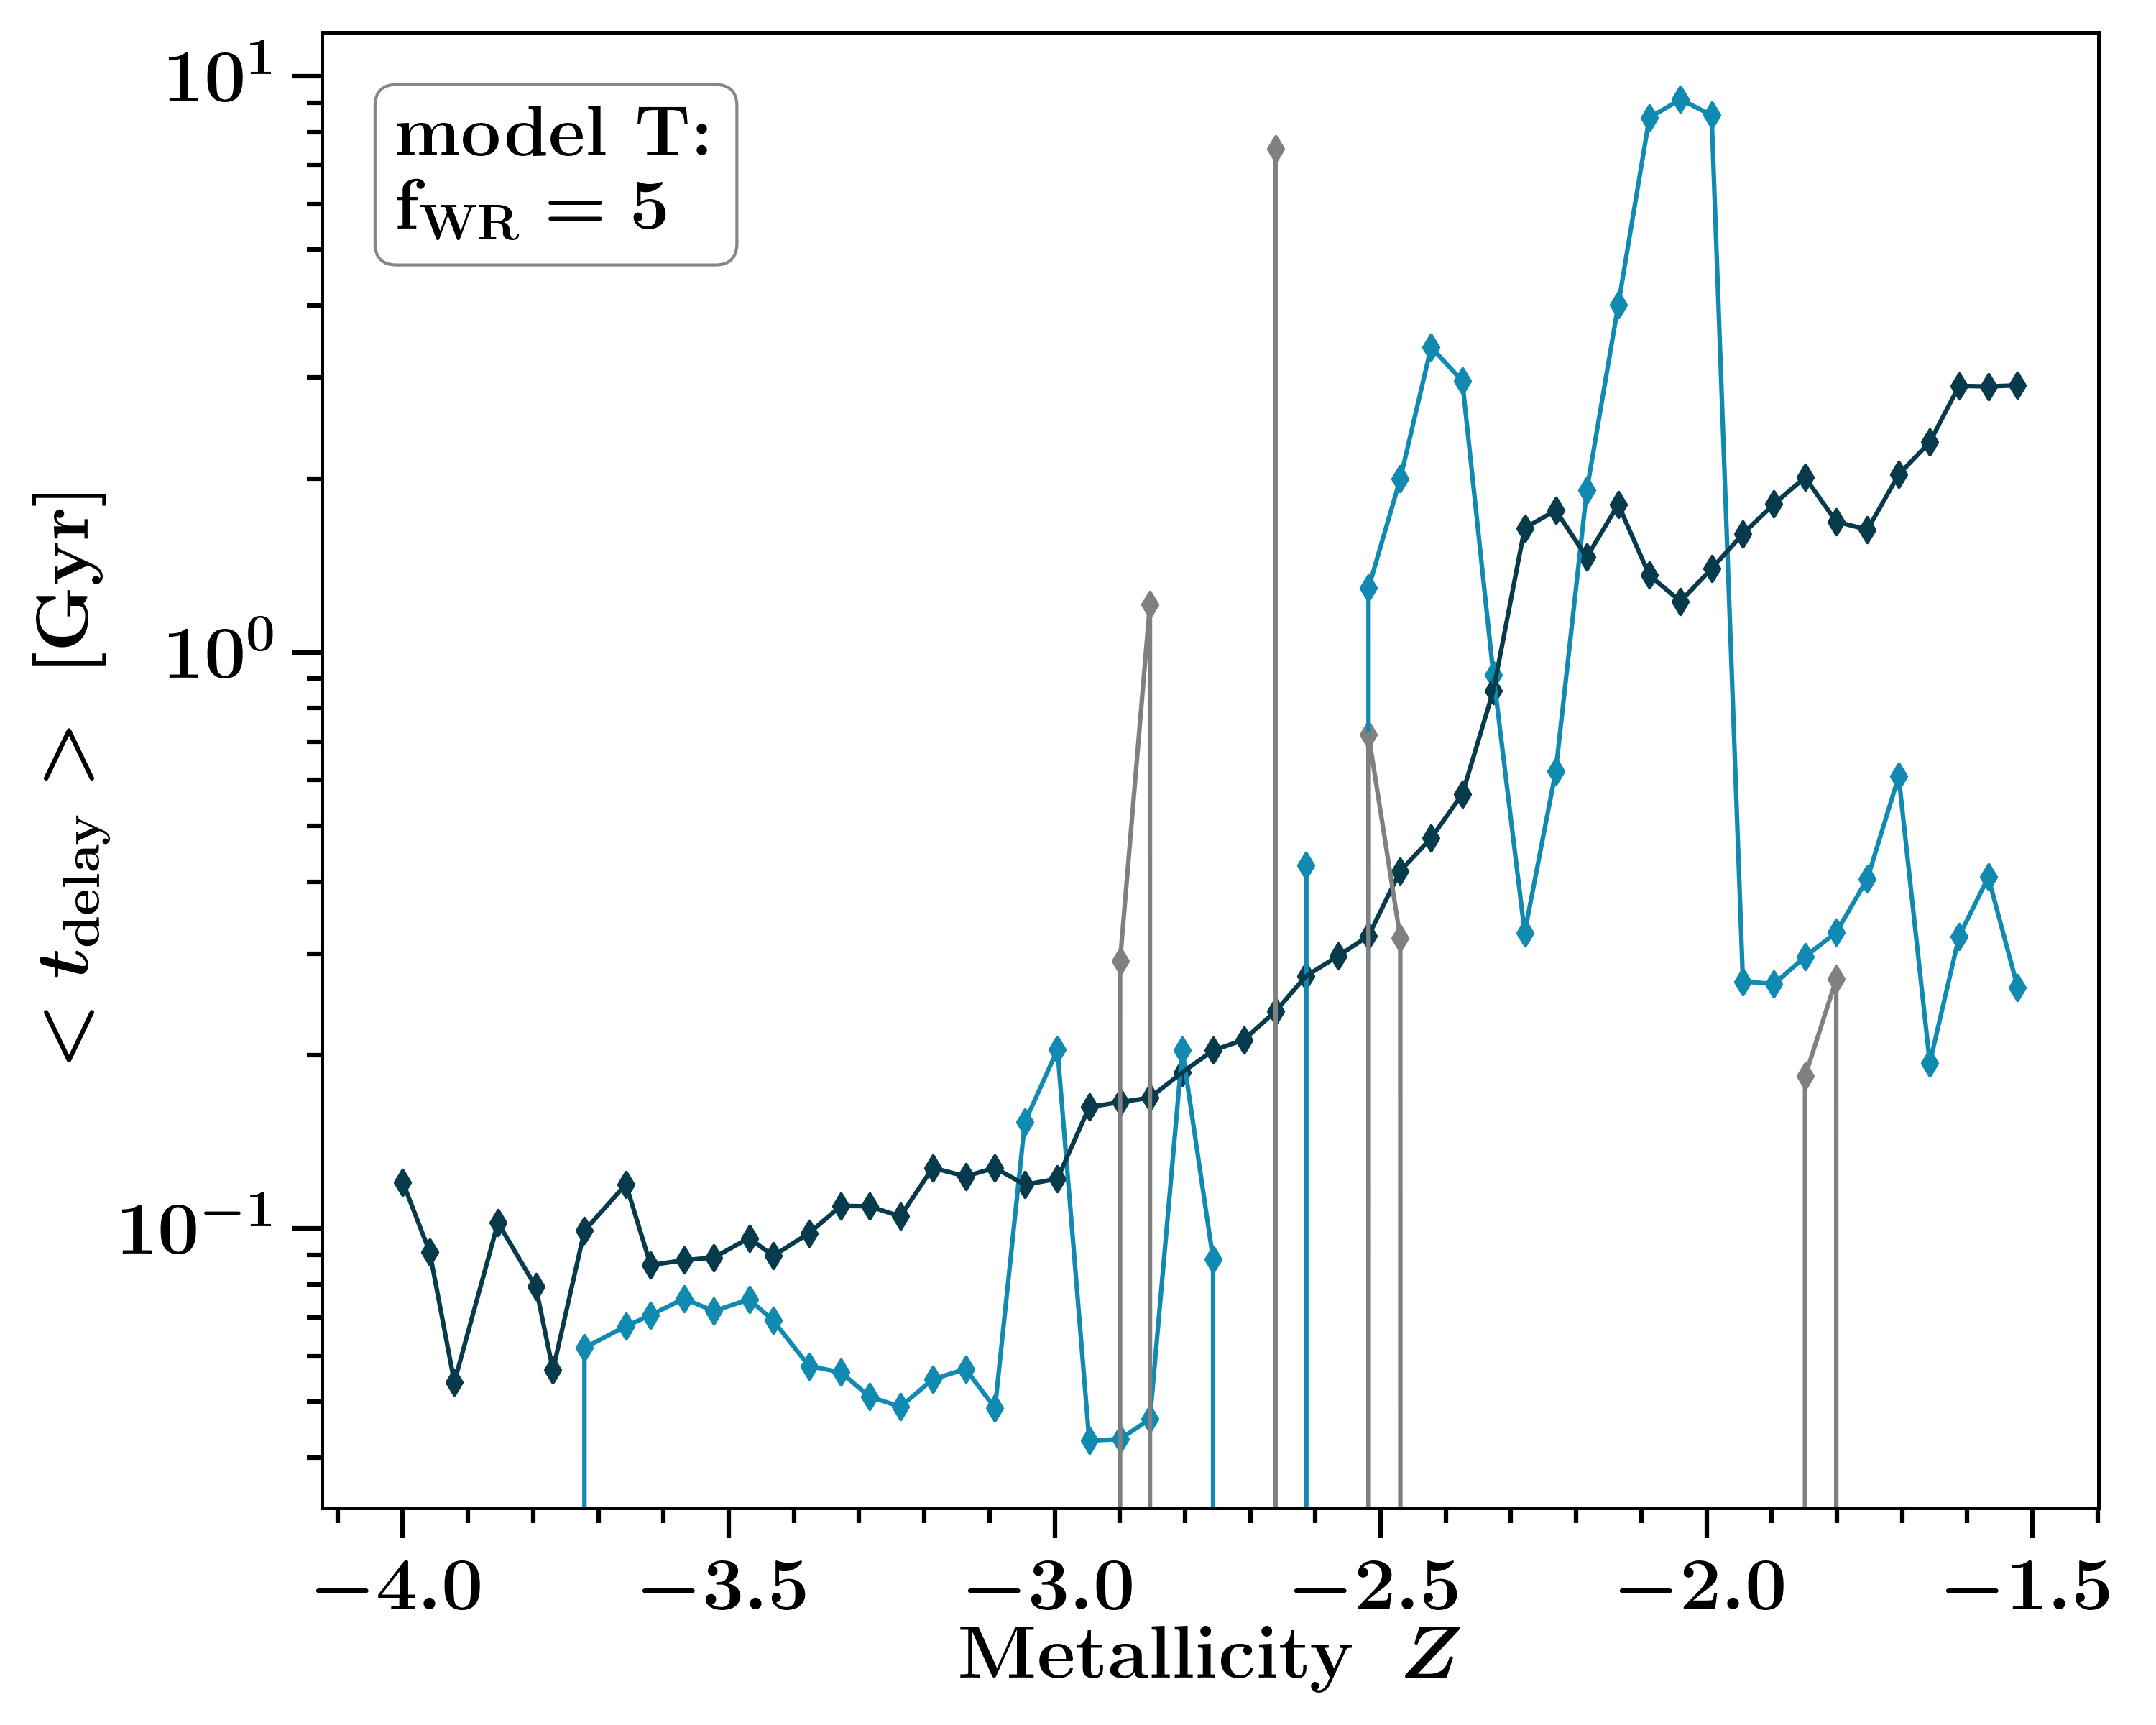 model T:
f_WR = 5
< t_delay > [Gyr]
10^1
10^0
10^−1
−4.0 −3.5 −3.0 −2.5 −2.0 −1.5
Metallicity Z